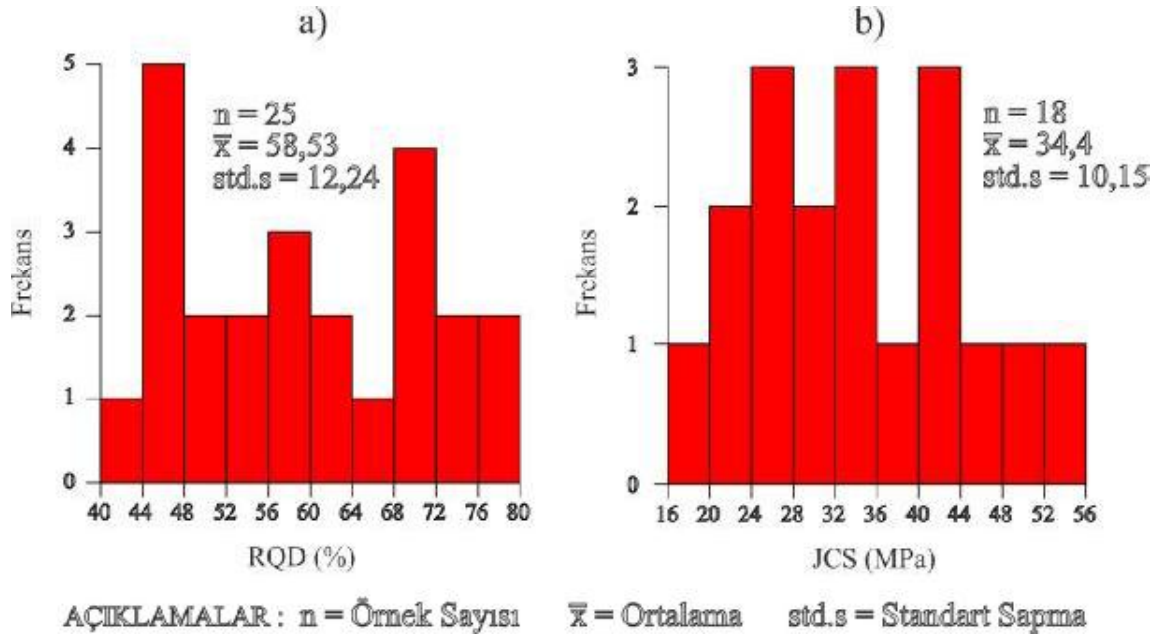 a)
5
4
3
2
1
0
Frekans
n = 25
x̅ = 58,53
std.s = 12,24
40 44 48 52 56 60 64 68 72 76 80
RQD (%)
b)
3
2
1
0
Frekans
n = 18
x̅ = 34,4
std.s = 10,15
16 20 24 28 32 36 40 44 48 52 56
JCS (MPa)
AÇIKLAMALAR : n = Örnek Sayısı x̅ = Ortalama std.s = Standart Sapma